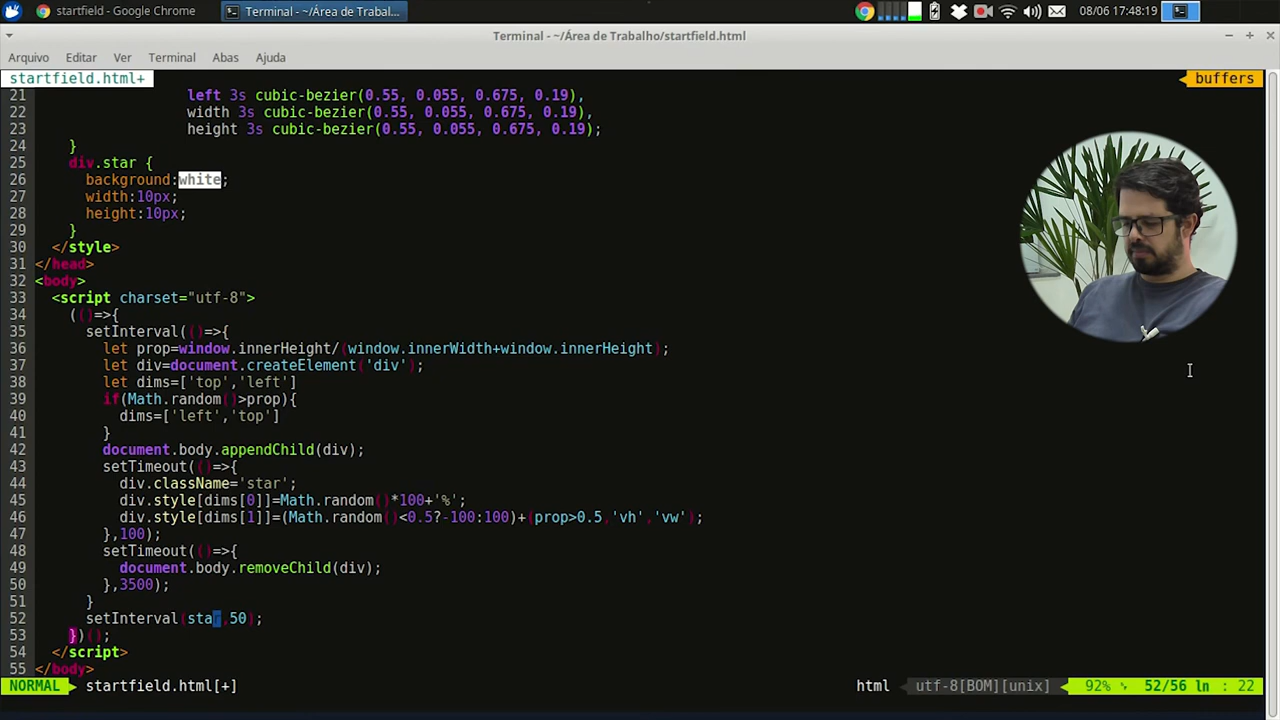 startfield - Google Chrome
Terminal - ~/Área de Trabal...
08/06 17:48:19
Terminal - ~/Área de Trabalho/startfield.html
Arquivo Editar Ver Terminal Abas Ajuda
startfield.html+ buffers
21 left 3s cubic-bezier(0.55, 0.055, 0.675, 0.19),
22 width 3s cubic-bezier(0.55, 0.055, 0.675, 0.19),
23 height 3s cubic-bezier(0.55, 0.055, 0.675, 0.19);
24 }
25 div.star {
26 background:white;
27 width:10px;
28 height:10px;
29 }
30 </style>
31 </head>
32 <body>
33 <script charset="utf-8">
34 (()=>{
35 setInterval(()=>{
36 let prop=window.innerHeight/(window.innerWidth+window.innerHeight);
37 let div=document.createElement('div');
38 let dims=['top','left']
39 if(Math.random()>prop){
40 dims=['left','top']
41 }
42 document.body.appendChild(div);
43 setTimeout(()=>{
44 div.className='star';
45 div.style[dims[0]]=Math.random()*100+'%';
46 div.style[dims[1]]=(Math.random()<0.5?-100:100)+(prop>0.5,'vh','vw');
47 },100);
48 setTimeout(()=>{
49 document.body.removeChild(div);
50 },3500);
51 }
52 setInterval(star,50);
53 })();
54 </script>
55 </body>
NORMAL startfield.html[+] html utf-8[BOM][unix] 92% 52/56 ln : 22